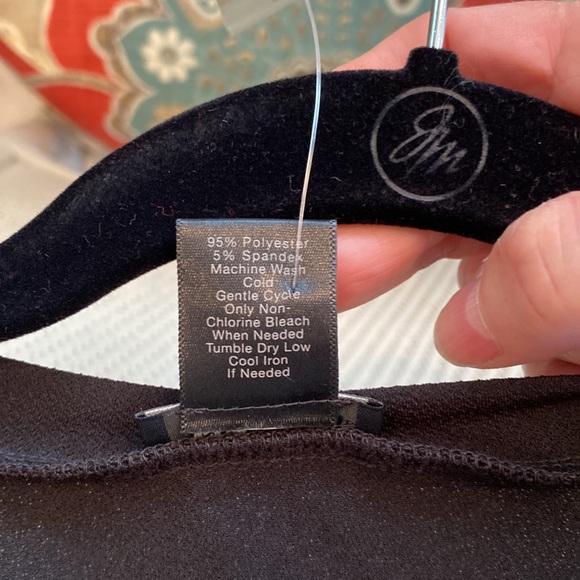 95% Polyester
5% Spandex
Machine Wash
Cold
Gentle Cycle
Only Non-
Chlorine Bleach
When Needed
Tumble Dry Low
Cool Iron
If Needed